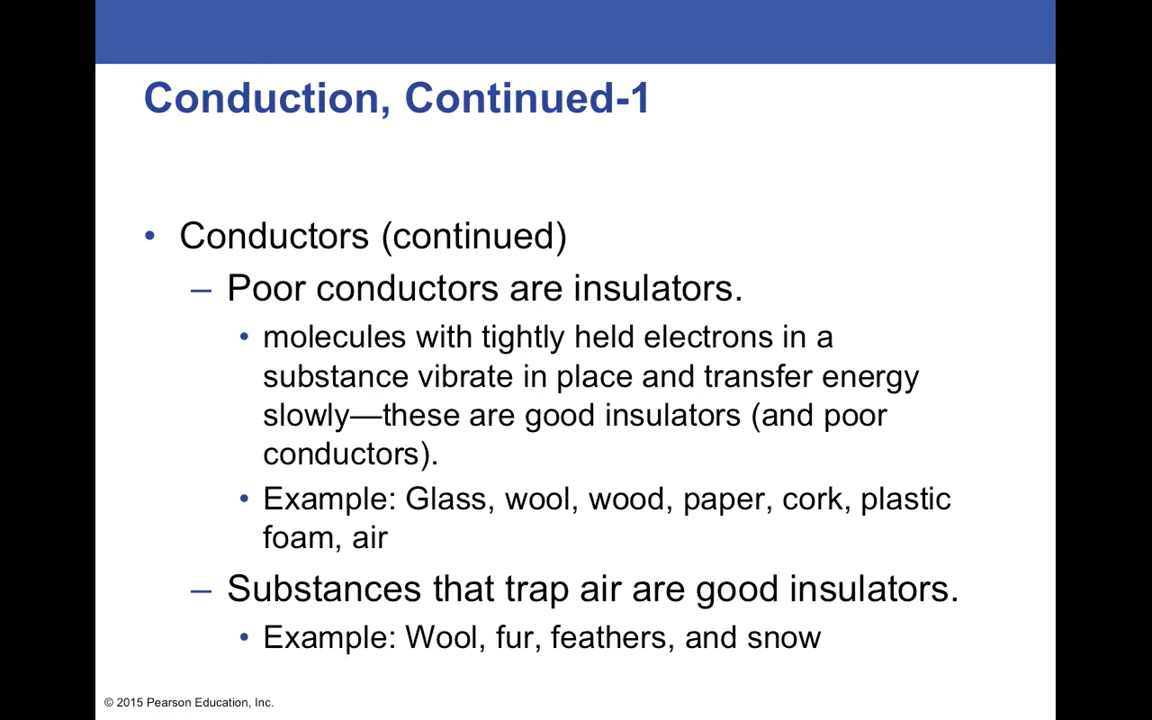 Conduction, Continued-1
• Conductors (continued)
– Poor conductors are insulators.
• molecules with tightly held electrons in a
substance vibrate in place and transfer energy
slowly—these are good insulators (and poor
conductors).
• Example: Glass, wool, wood, paper, cork, plastic
foam, air
– Substances that trap air are good insulators.
• Example: Wool, fur, feathers, and snow
© 2015 Pearson Education, Inc.